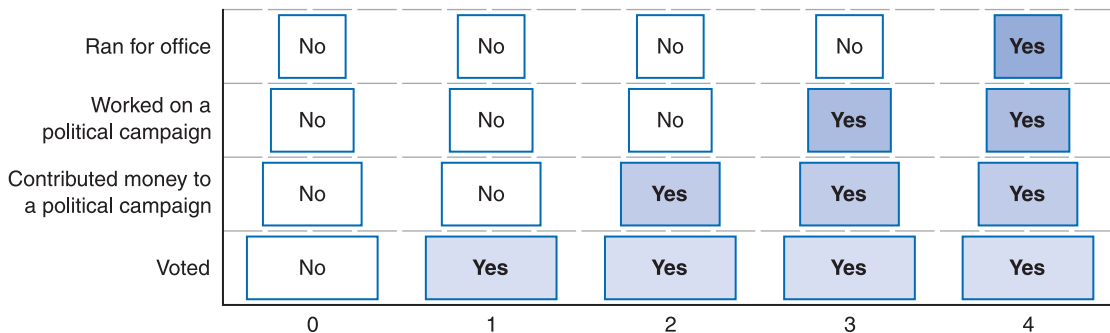 Ran for office No No No No Yes
Worked on a
political campaign No No No Yes Yes
Contributed money to
a political campaign No No Yes Yes Yes
Voted No Yes Yes Yes Yes
0 1 2 3 4